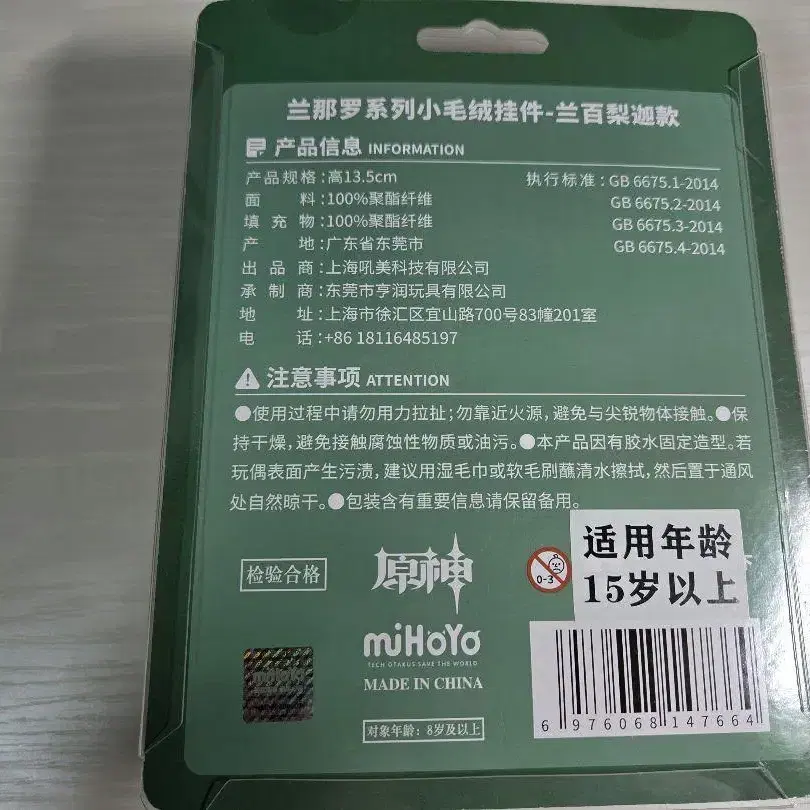 兰那罗系列小毛绒挂件-兰百梨迦款
产品信息 INFORMATION
产品规格:高13.5cm
面料:100%聚酯纤维
填充物:100%聚酯纤维
产地:广东省东莞市
出品商:上海吼美科技有限公司
承制商:东莞市亨润玩具有限公司
地址:上海市徐汇区宜山路700号83幢201室
电话:+86 18116485197
执行标准:GB 6675.1-2014
GB 6675.2-2014
GB 6675.3-2014
GB 6675.4-2014
注意事项 ATTENTION
●使用过程中请勿用力拉扯;勿靠近火源,避免与尖锐物体接触。●保
持干燥,避免接触腐蚀性物质或油污。●本产品因有胶水固定造型。若
玩偶表面产生污渍,建议用湿毛巾或软毛刷蘸清水擦拭,然后置于通风
处自然晾干。●包装含有重要信息请保留备用。
检验合格
原神
miHoYo
TECH OTAKUS SAVE THE WORLD
MADE IN CHINA
对象年龄:8岁及以上
miHoYo
0-3
适用年龄
15岁以上
6 976068 147664